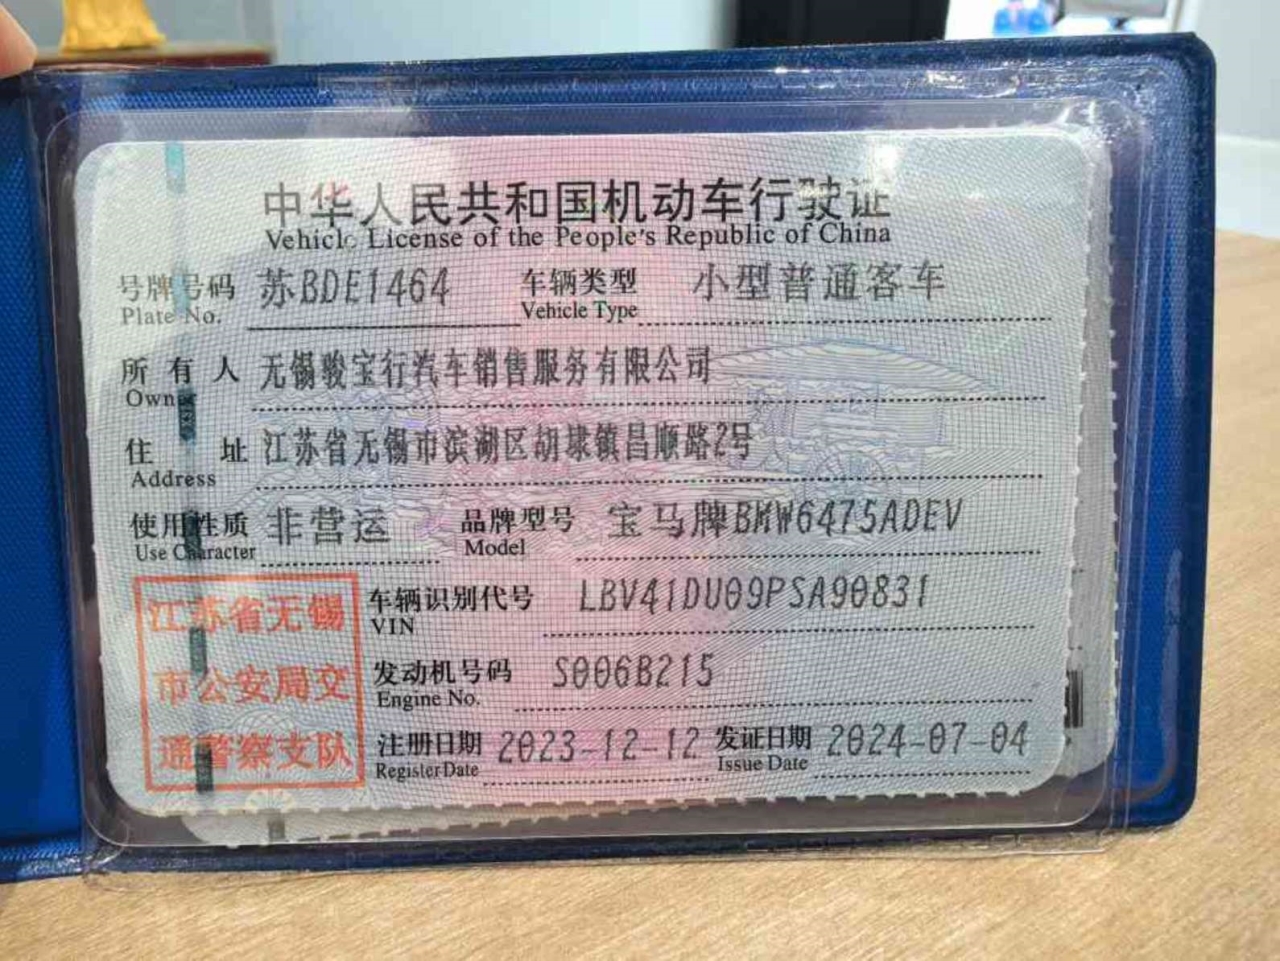 中华人民共和国机动车行驶证
Vehicle License of the People's Republic of China
号牌号码 苏BDE1464 车辆类型 小型普通客车
Plate No. Vehicle Type
所有人 无锡骏宝行汽车销售服务有限公司
Owner
住址 江苏省无锡市滨湖区胡埭镇昌顺路2号
Address
使用性质 非营运 品牌型号 宝马牌BMW6475ADEV
Use Character Model
车辆识别代号 LBV41DU09PSA90831
VIN
发动机号码 S006B215
Engine No.
注册日期 2023-12-12 发证日期 2024-07-04
Register Date Issue Date
江苏省无锡
市公安局交
通警察支队